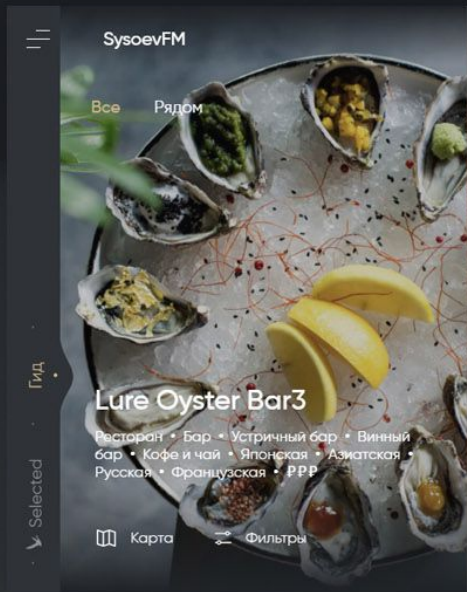 SysoevFM
Все Рядом
Гид
Selected
Lure Oyster Bar3
Ресторан • Бар • Устричный бар • Винный
бар • Кофе и чай • Японская • Азиатская •
Русская • Французская • ₽₽₽
Карта Фильтры